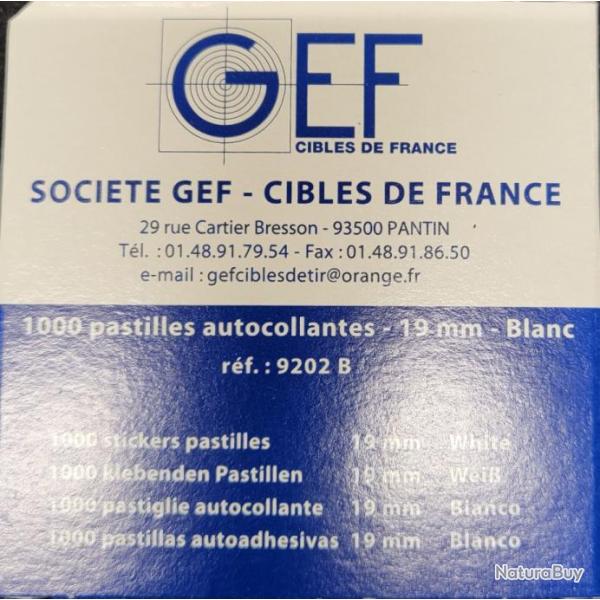 GEF
CIBLES DE FRANCE
SOCIETE GEF - CIBLES DE FRANCE
29 rue Cartier Bresson - 93500 PANTIN
Tél. : 01.48.91.79.54 - Fax : 01.48.91.86.50
e-mail : gefciblesdetir@orange.fr
1000 pastilles autocollantes - 19 mm - Blanc
réf. : 9202 B
1000 stickers pastilles 19 mm White
1000 klebenden Pastillen 19 mm Weiß
1000 pastiglie autocollante 19 mm Bianco
1000 pastillas autoadhesivas 19 mm Blanco
NaturaBuy